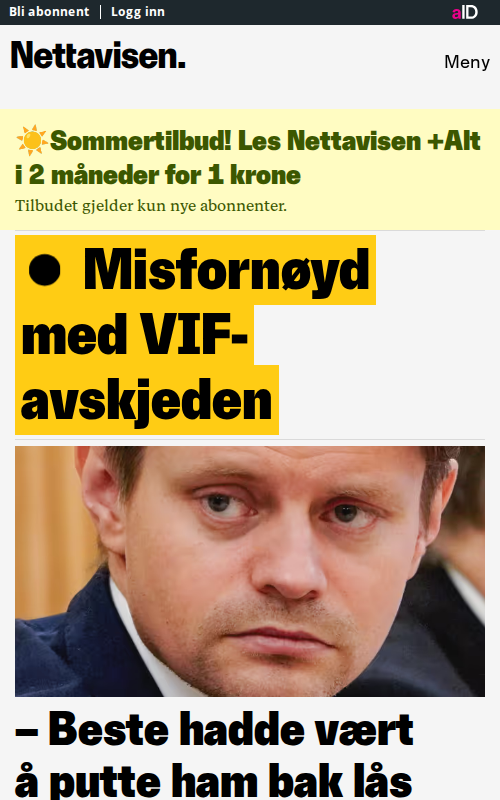 Bli abonnent | Logg inn
aID
Nettavisen.
Meny
☀️Sommertilbud! Les Nettavisen +Alt
i 2 måneder for 1 krone
Tilbudet gjelder kun nye abonnenter.
● Misfornøyd
med VIF-
avskjeden
– Beste hadde vært
å putte ham bak lås